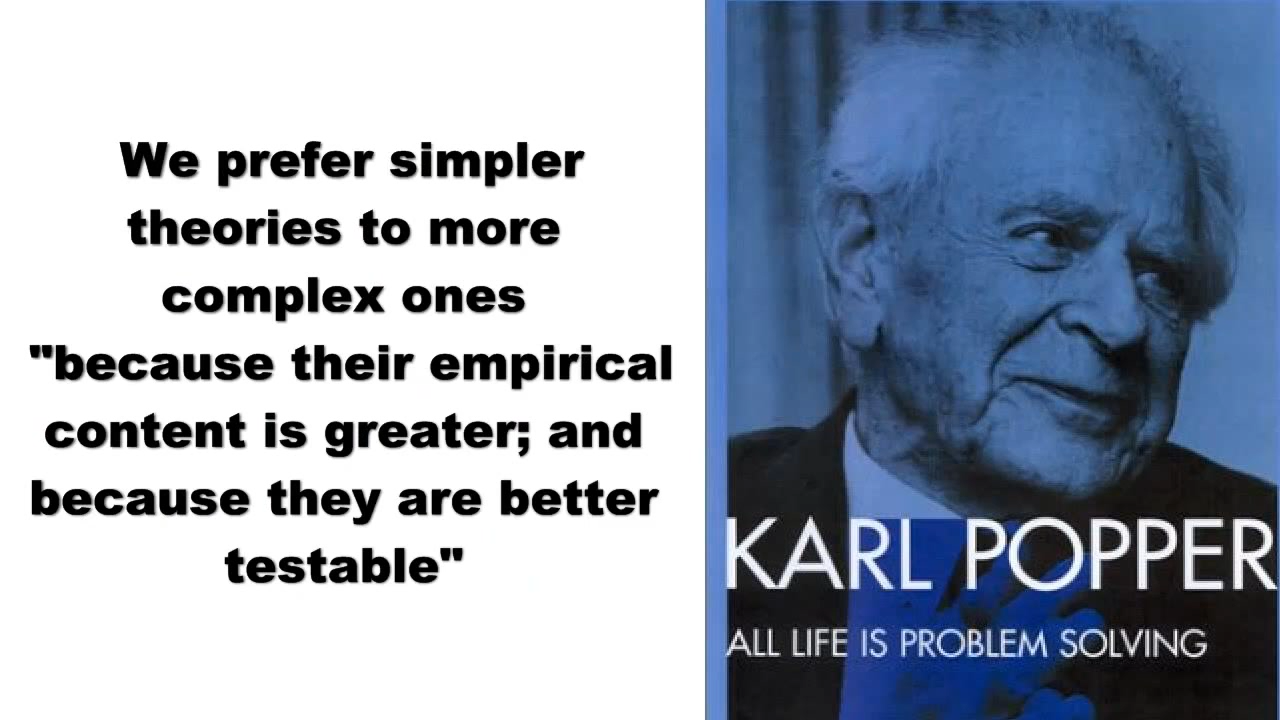 We prefer simpler
theories to more
complex ones
"because their empirical
content is greater; and
because they are better
testable"
KARL POPPER
ALL LIFE IS PROBLEM SOLVING